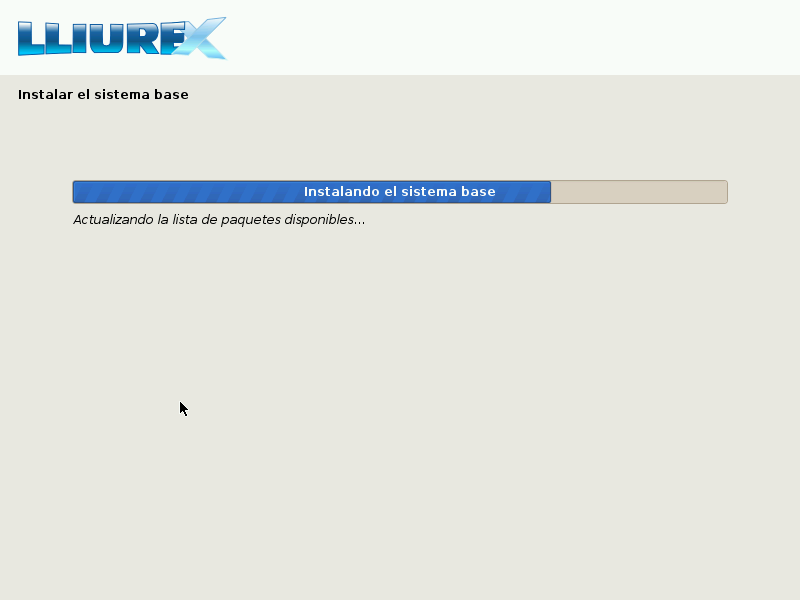 LLIUREX
Instalar el sistema base
Instalando el sistema base
Actualizando la lista de paquetes disponibles...